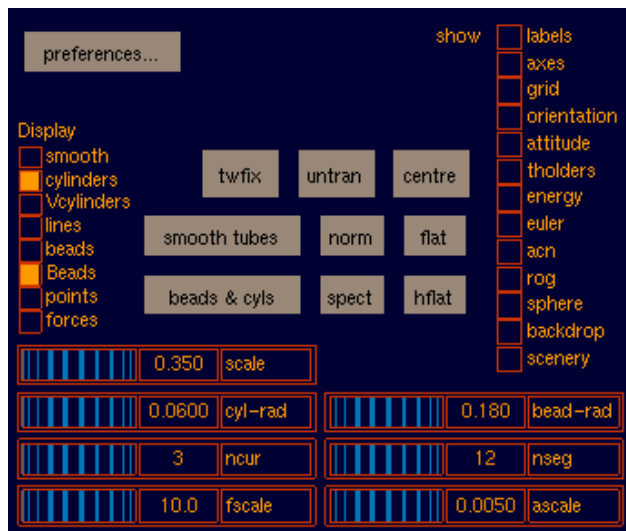 preferences...
show
labels
axes
grid
orientation
attitude
tholders
energy
euler
acn
rog
sphere
backdrop
scenery
Display
smooth
cylinders
Vcylinders
lines
beads
Beads
points
forces
twfix untran centre
smooth tubes norm flat
beads & cyls spect hflat
0.350 scale
0.0600 cyl-rad 0.180 bead-rad
3 ncur 12 nseg
10.0 fscale 0.0050 ascale